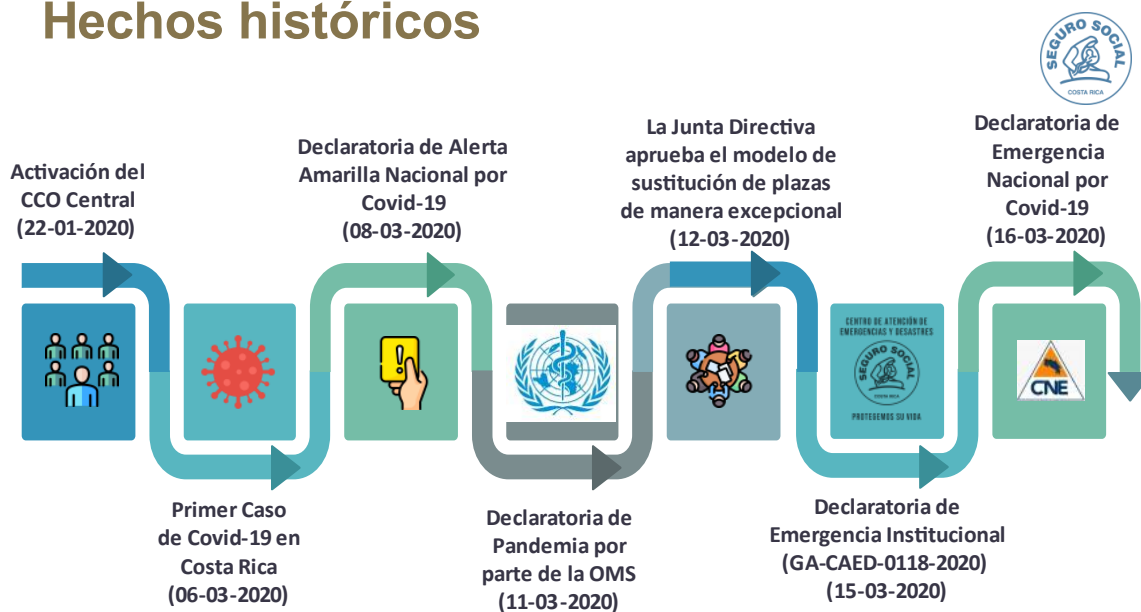 Hechos históricos
SEGURO SOCIAL
COSTA RICA
Activación del
CCO Central
(22-01-2020)
Primer Caso
de Covid-19 en
Costa Rica
(06-03-2020)
Declaratoria de Alerta
Amarilla Nacional por
Covid-19
(08-03-2020)
Declaratoria de
Pandemia por
parte de la OMS
(11-03-2020)
La Junta Directiva
aprueba el modelo de
sustitución de plazas
de manera excepcional
(12-03-2020)
CENTRO DE ATENCIÓN DE
EMERGENCIAS Y DESASTRES
SEGURO SOCIAL
COSTA RICA
PROTEGEMOS SU VIDA
Declaratoria de
Emergencia Institucional
(GA-CAED-0118-2020)
(15-03-2020)
Declaratoria de
Emergencia
Nacional por
Covid-19
(16-03-2020)
CNE